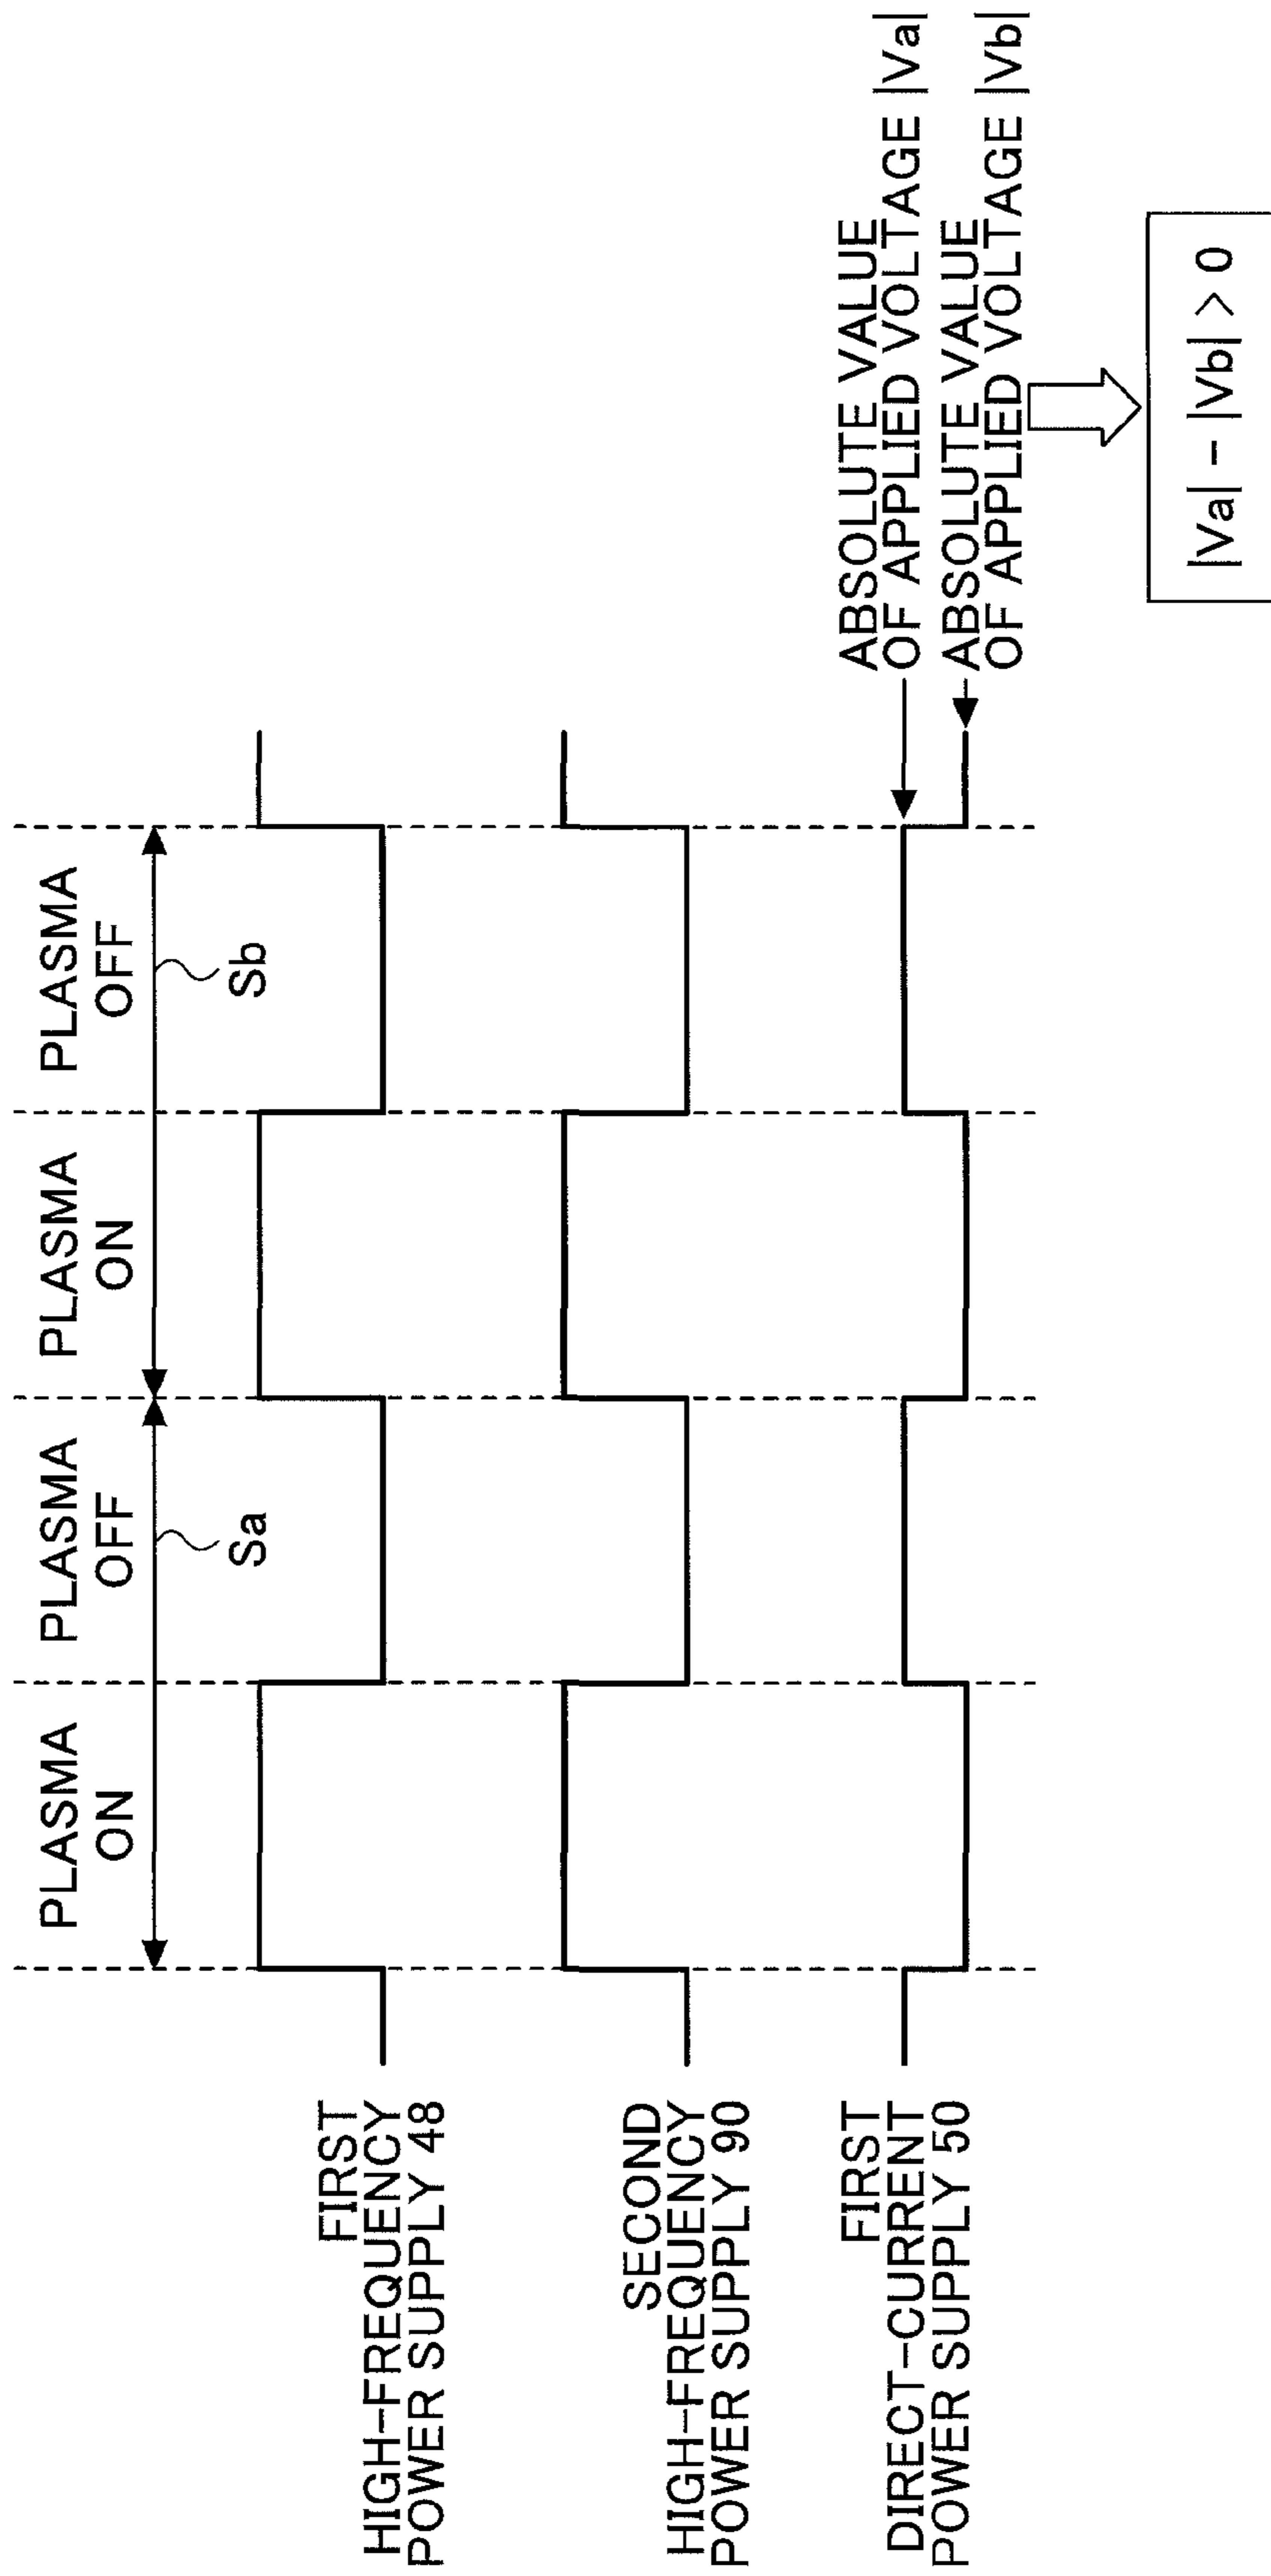 PLASMA
ON
PLASMA
OFF
PLASMA
ON
PLASMA
OFF
Sa
Sb
FIRST
HIGH-FREQUENCY
POWER SUPPLY 48
SECOND
HIGH-FREQUENCY
POWER SUPPLY 90
FIRST
DIRECT-CURRENT
POWER SUPPLY 50
ABSOLUTE VALUE
OF APPLIED VOLTAGE |Va|
ABSOLUTE VALUE
OF APPLIED VOLTAGE |Vb|
|Va| - |Vb| > 0